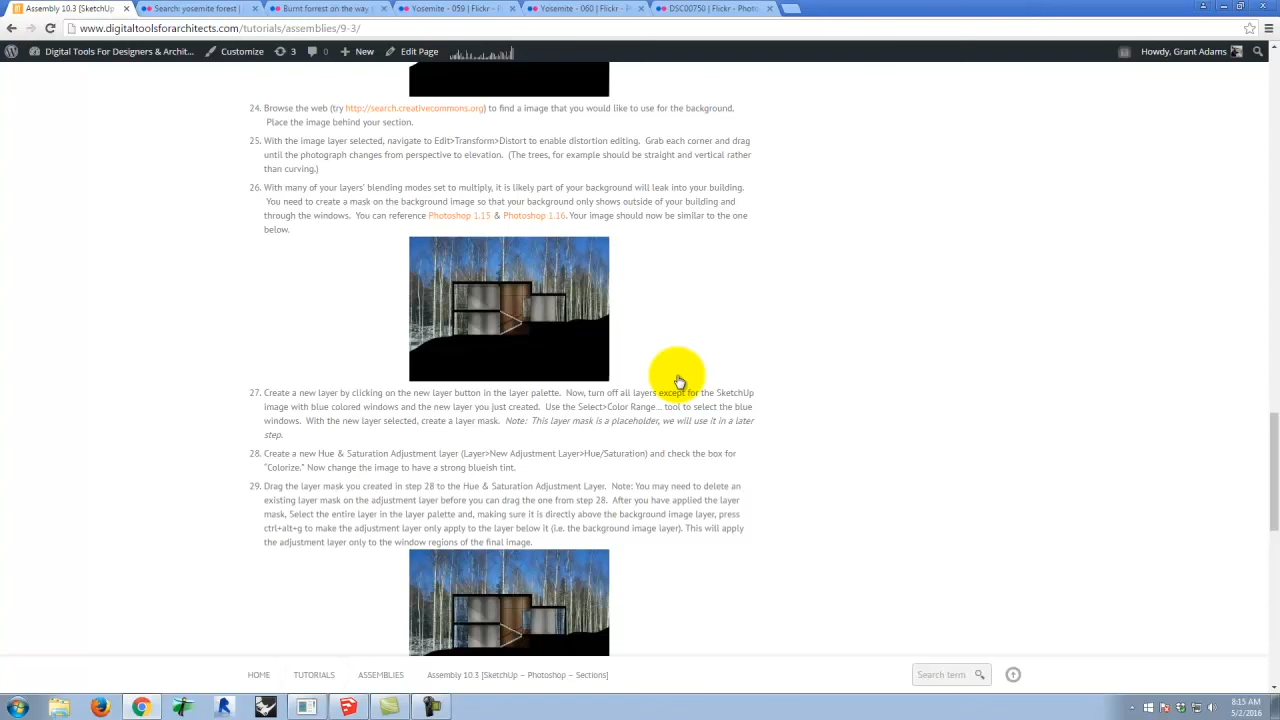 Assembly 10.3 [SketchUp
Search: yosemite forest
Burnt forrest on the way t
Yosemite - 059 | Flickr - P
Yosemite - 060 | Flickr - P
DSC00750 | Flickr - Photo
www.digitaltoolsforarchitects.com/tutorials/assemblies/9-3/
Digital Tools For Designers & Architec... Customize 3 0 New Edit Page Howdy, Grant Adams
24. Browse the web (try http://search.creativecommons.org) to find a image that you would like to use for the background.
Place the image behind your section.
25. With the image layer selected, navigate to Edit>Transform>Distort to enable distortion editing. Grab each corner and drag
until the photograph changes from perspective to elevation. (The trees, for example should be straight and vertical rather
than curving.)
26. With many of your layers' blending modes set to multiply, it is likely part of your background will leak into your building.
You need to create a mask on the background image so that your background only shows outside of your building and
through the windows. You can reference Photoshop 1.15 & Photoshop 1.16. Your image should now be similar to the one
below.
27. Create a new layer by clicking on the new layer button in the layer palette. Now, turn off all layers except for the SketchUp
image with blue colored windows and the new layer you just created. Use the Select>Color Range... tool to select the blue
windows. With the new layer selected, create a layer mask. Note: This layer mask is a placeholder, we will use it in a later
step.
28. Create a new Hue & Saturation Adjustment layer (Layer>New Adjustment Layer>Hue/Saturation) and check the box for
"Colorize." Now change the image to have a strong blueish tint.
29. Drag the layer mask you created in step 28 to the Hue & Saturation Adjustment Layer. Note: You may need to delete an
existing layer mask on the adjustment layer before you can drag the one from step 28. After you have applied the layer
mask, Select the entire layer in the layer palette and, making sure it is directly above the background image layer, press
ctrl+alt+g to make the adjustment layer only apply to the layer below it (i.e. the background image layer). This will apply
the adjustment layer only to the window regions of the final image.
HOME TUTORIALS ASSEMBLIES Assembly 10.3 [SketchUp – Photoshop – Sections] Search term
8:15 AM
5/2/2016